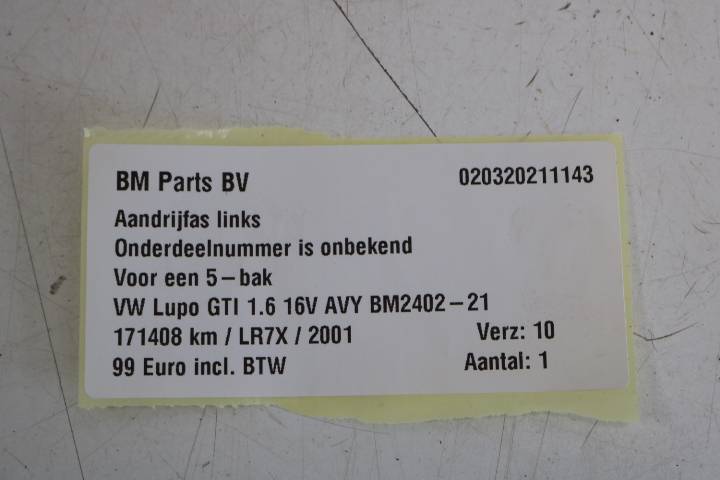 BM Parts BV 020320211143
Aandrijfas links
Onderdeelnummer is onbekend
Voor een 5-bak
VW Lupo GTI 1.6 16V AVY BM2402-21
171408 km / LR7X / 2001 Verz: 10
99 Euro incl. BTW Aantal: 1